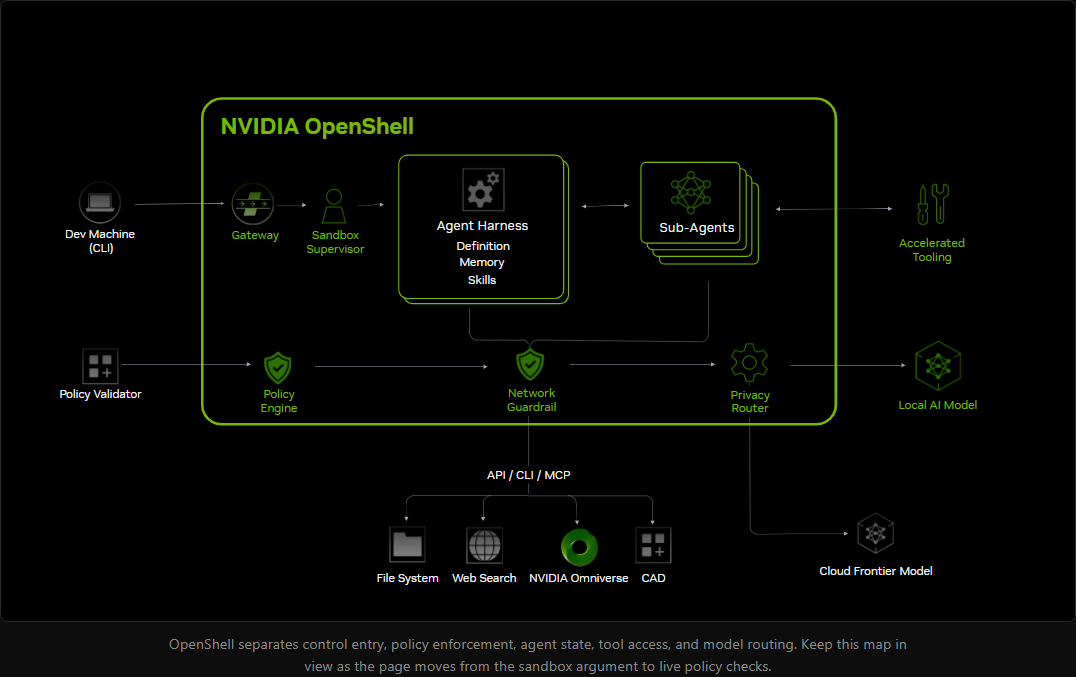 NVIDIA OpenShell
Dev Machine
(CLI)
Gateway
Sandbox
Supervisor
Agent Harness
Definition
Memory
Skills
Sub-Agents
Accelerated
Tooling
Policy Validator
Policy
Engine
Network
Guardrail
Privacy
Router
Local AI Model
API / CLI / MCP
File System
Web Search
NVIDIA Omniverse
CAD
Cloud Frontier Model
OpenShell separates control entry, policy enforcement, agent state, tool access, and model routing. Keep this map in
view as the page moves from the sandbox argument to live policy checks.